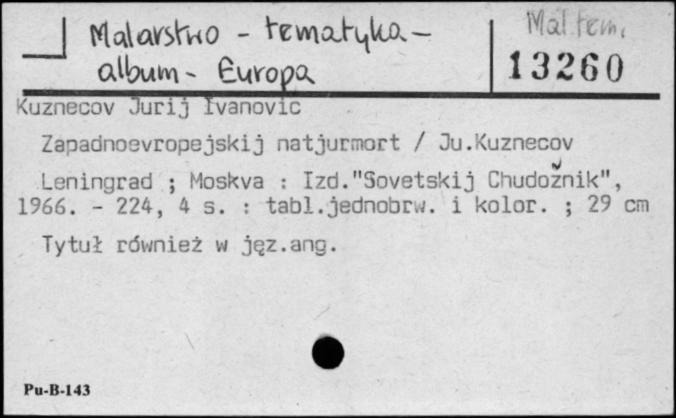 Malarstwo - tematyka -
album - Europa
Mal. tem.
13260
Kuznecov Jurij Ivanovic
Zapadnoevropejskij natjurmort / Ju.Kuznecov
Leningrad ; Moskva : Izd."Sovetskij Chudožnik",
1966. - 224, 4 s. : tabl.jednobrw. i kolor. ; 29 cm
Tytuł również w jęz.ang.
Pu-B-143